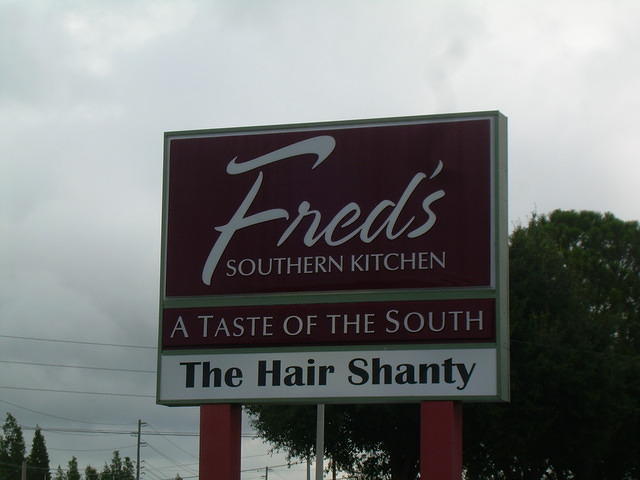 Fred's
SOUTHERN KITCHEN
A TASTE OF THE SOUTH
The Hair Shanty